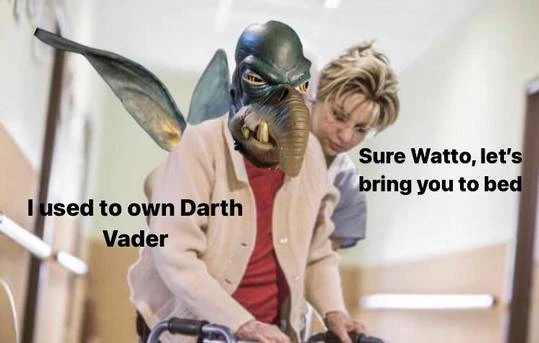 I used to own Darth
Vader
Sure Watto, let's
bring you to bed